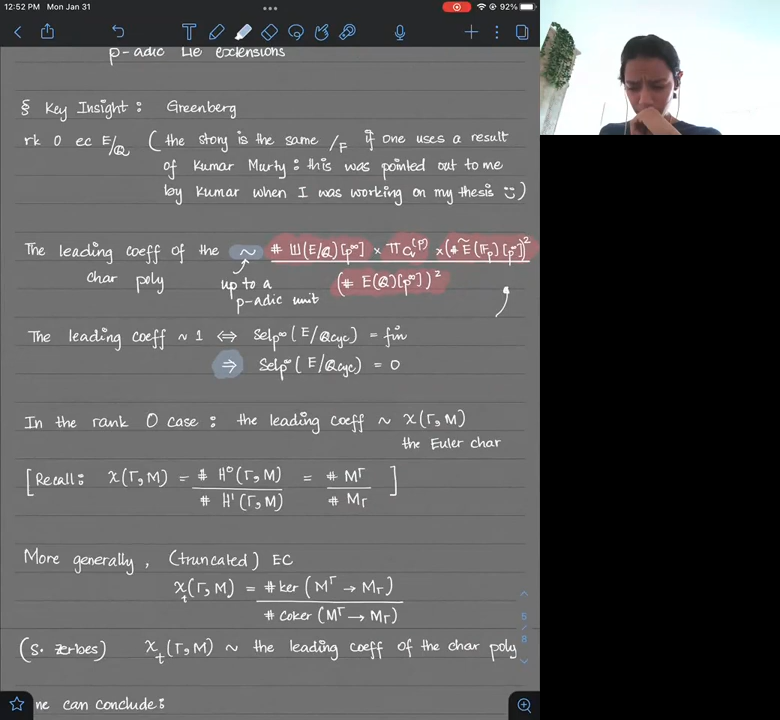 12:52 PM Mon Jan 31
92%
p-adic Lie extensions
§ Key Insight: Greenberg
rk 0 ec E/Q (the story is the same /F if one uses a result
of Kumar Murty: this was pointed out to me
by Kumar when I was working on my thesis ü)
The leading coeff of the ~ # Ш(E/Q)[p^∞] × Π c_v^(p) × (# Ẽ(F_p)[p^∞])^2
char poly
up to a
(# E(Q)[p^∞])^2
p-adic unit
The leading coeff ~ 1 ⇔ Sel_p^∞ (E/Q_cyc) = fin
⇒ Sel_p^∞ (E/Q_cyc) = 0
In the rank 0 case: the leading coeff ~ χ(Γ,M)
the Euler char
[Recall: χ(Γ,M) = # H^0(Γ,M) = # M^Γ ]
# H^1(Γ,M) # M_Γ
More generally, (truncated) EC
χ_t(Γ,M) = # ker (M^Γ → M_Γ)
# coker (M^Γ → M_Γ)
(S. Zerbes) χ_t(Γ,M) ~ the leading coeff of the char poly
ne can conclude:
5
8